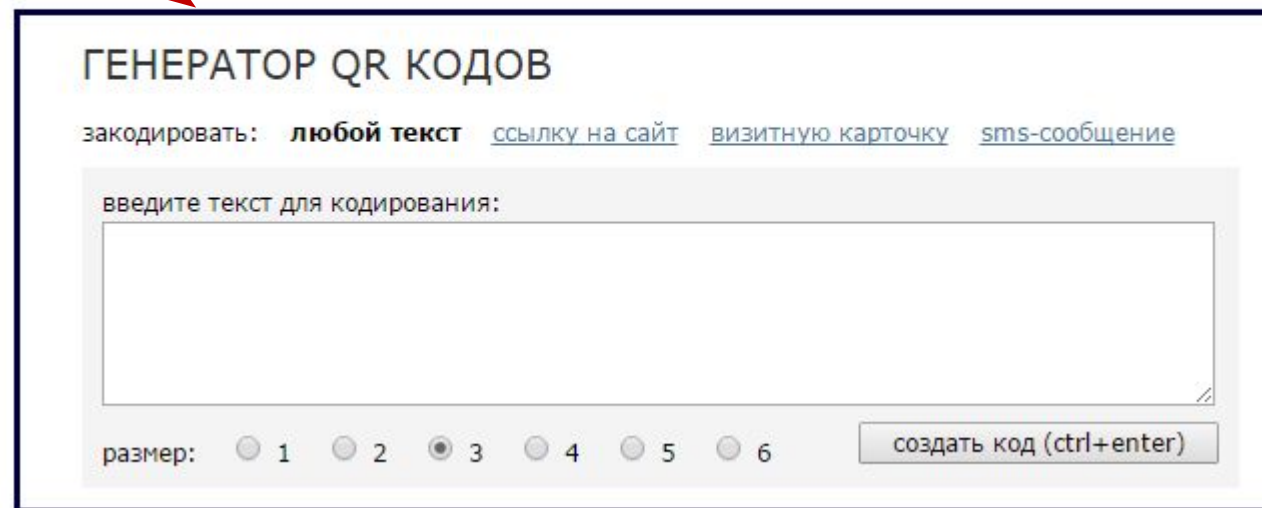 ГЕНЕРАТОР QR КОДОВ
закодировать: любой текст ссылку на сайт визитную карточку sms-сообщение
введите текст для кодирования:
размер: 1 2 3 4 5 6 создать код (ctrl+enter)